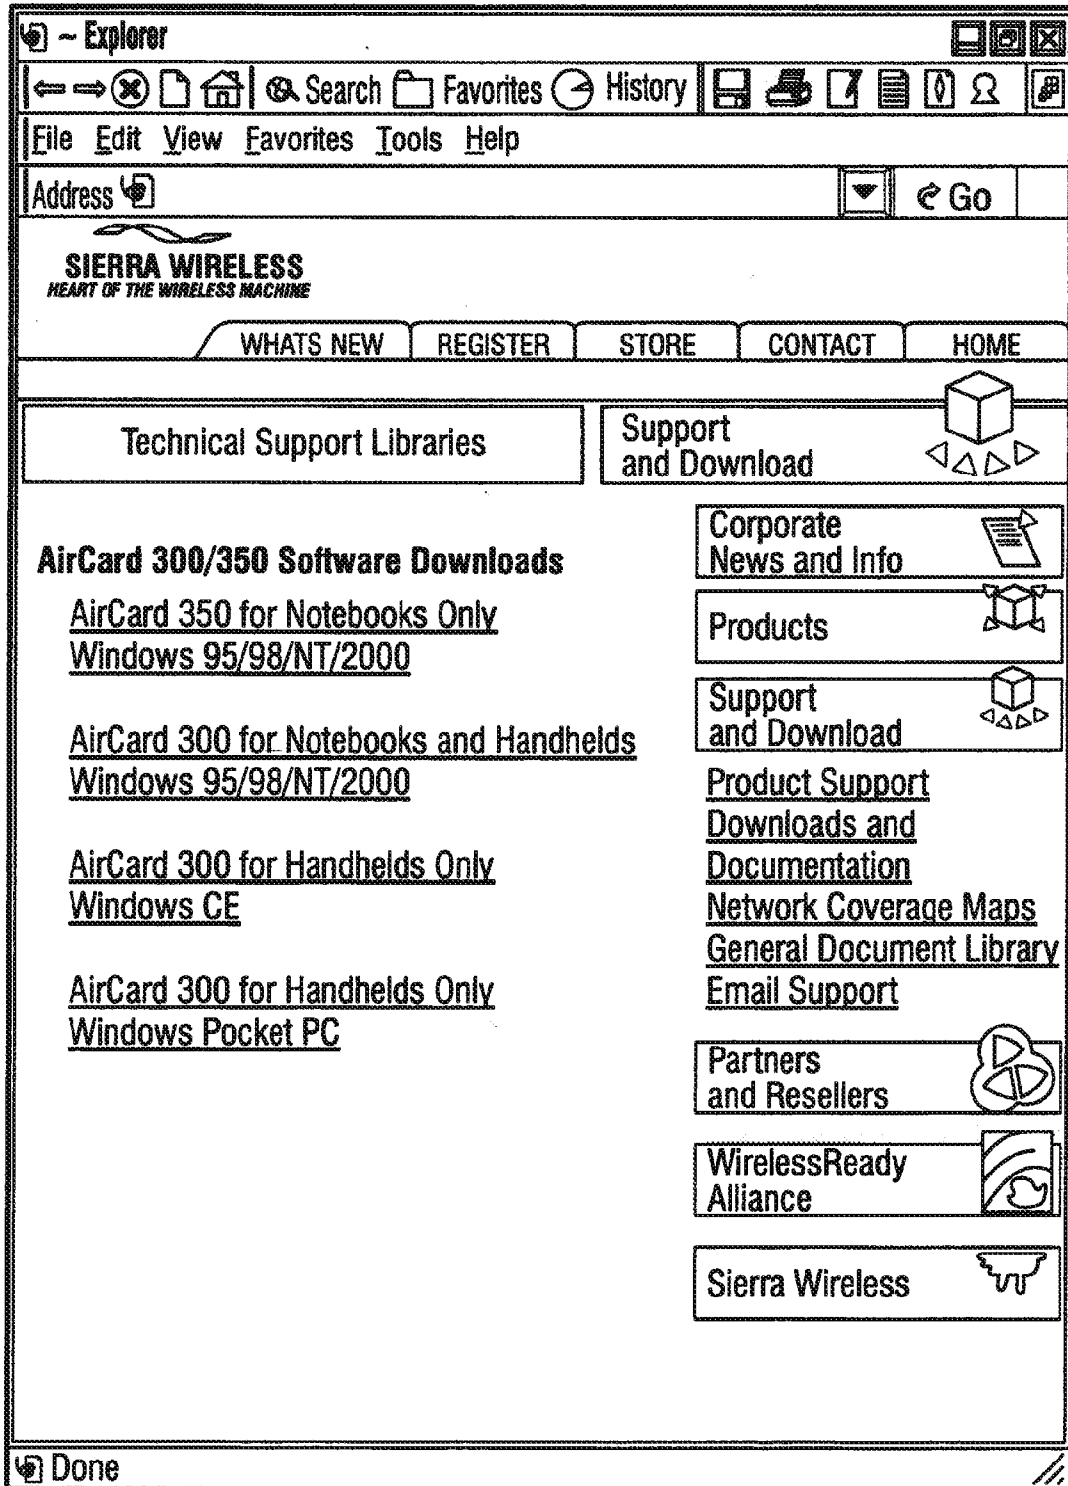 ~ Explorer
Search Favorites History
File Edit View Favorites Tools Help
Address Go
SIERRA WIRELESS
HEART OF THE WIRELESS MACHINE
WHATS NEW REGISTER STORE CONTACT HOME
Technical Support Libraries
Support
and Download
AirCard 300/350 Software Downloads
AirCard 350 for Notebooks Only
Windows 95/98/NT/2000
AirCard 300 for Notebooks and Handhelds
Windows 95/98/NT/2000
AirCard 300 for Handhelds Only
Windows CE
AirCard 300 for Handhelds Only
Windows Pocket PC
Corporate
News and Info
Products
Support
and Download
Product Support
Downloads and
Documentation
Network Coverage Maps
General Document Library
Email Support
Partners
and Resellers
WirelessReady
Alliance
Sierra Wireless
Done